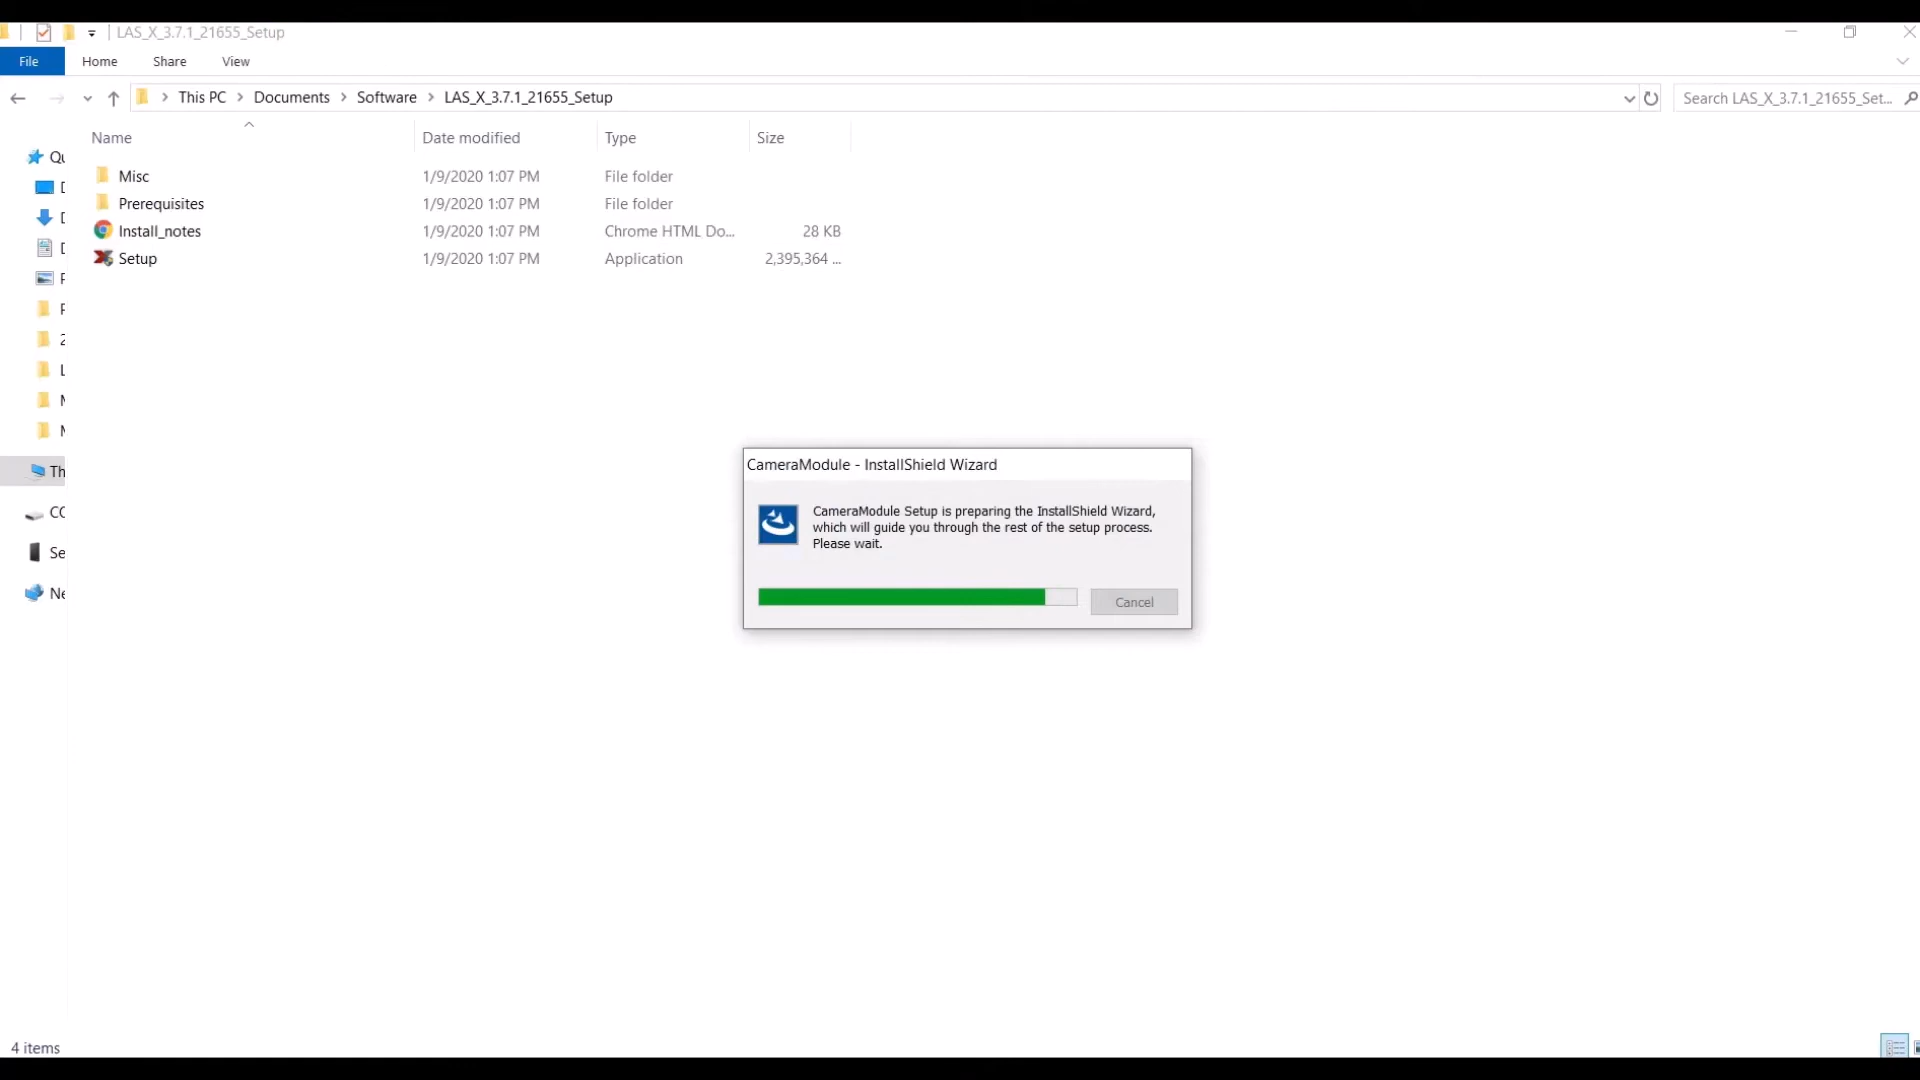 LAS_X_3.7.1_21655_Setup
File Home Share View
This PC Documents Software LAS_X_3.7.1_21655_Setup
Search LAS_X_3.7.1_21655_Set...
Name Date modified Type Size
Misc 1/9/2020 1:07 PM File folder
Prerequisites 1/9/2020 1:07 PM File folder
Install_notes 1/9/2020 1:07 PM Chrome HTML Do... 28 KB
Setup 1/9/2020 1:07 PM Application 2,395,364 ...
CameraModule - InstallShield Wizard
CameraModule Setup is preparing the InstallShield Wizard,
which will guide you through the rest of the setup process.
Please wait.
Cancel
4 items